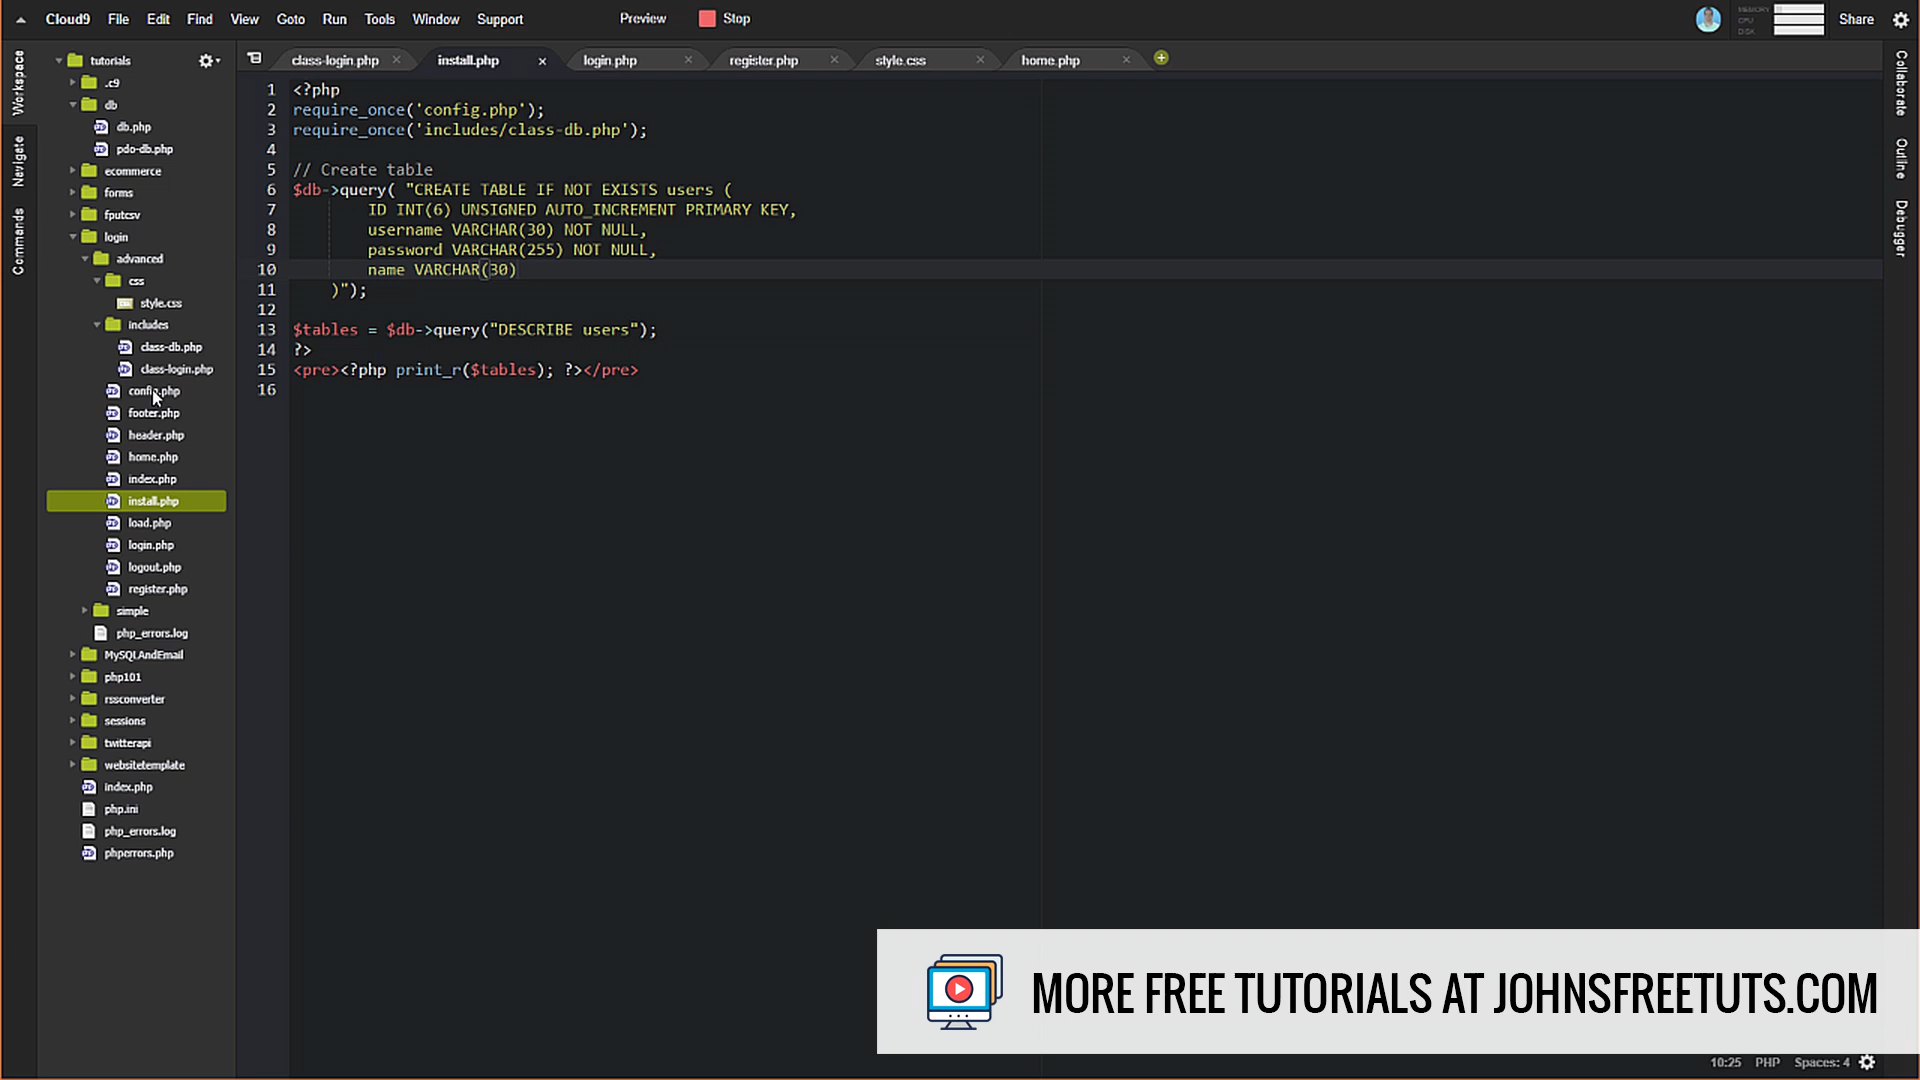 Cloud9 File Edit Find View Goto Run Tools Window Support Preview Stop MEMORY CPU DISK Share
Workspace
Navigate
Commands
tutorials
.c9
db
db.php
pdo-db.php
ecommerce
forms
fputcsv
login
advanced
css
style.css
includes
class-db.php
class-login.php
config.php
footer.php
header.php
home.php
index.php
install.php
load.php
login.php
logout.php
register.php
simple
php_errors.log
MySQLAndEmail
php101
rssconverter
sessions
twitterapi
websitetemplate
index.php
php.ini
php_errors.log
phperrors.php
class-login.php install.php login.php register.php style.css home.php
1 <?php
2 require_once('config.php');
3 require_once('includes/class-db.php');
4
5 // Create table
6 $db->query( "CREATE TABLE IF NOT EXISTS users (
7 ID INT(6) UNSIGNED AUTO_INCREMENT PRIMARY KEY,
8 username VARCHAR(30) NOT NULL,
9 password VARCHAR(255) NOT NULL,
10 name VARCHAR(30)
11 )");
12
13 $tables = $db->query("DESCRIBE users");
14 ?>
15 <pre><?php print_r($tables); ?></pre>
16
Collaborate
Outline
Debugger
MORE FREE TUTORIALS AT JOHNSFREETUTS.COM
10:25 PHP Spaces: 4